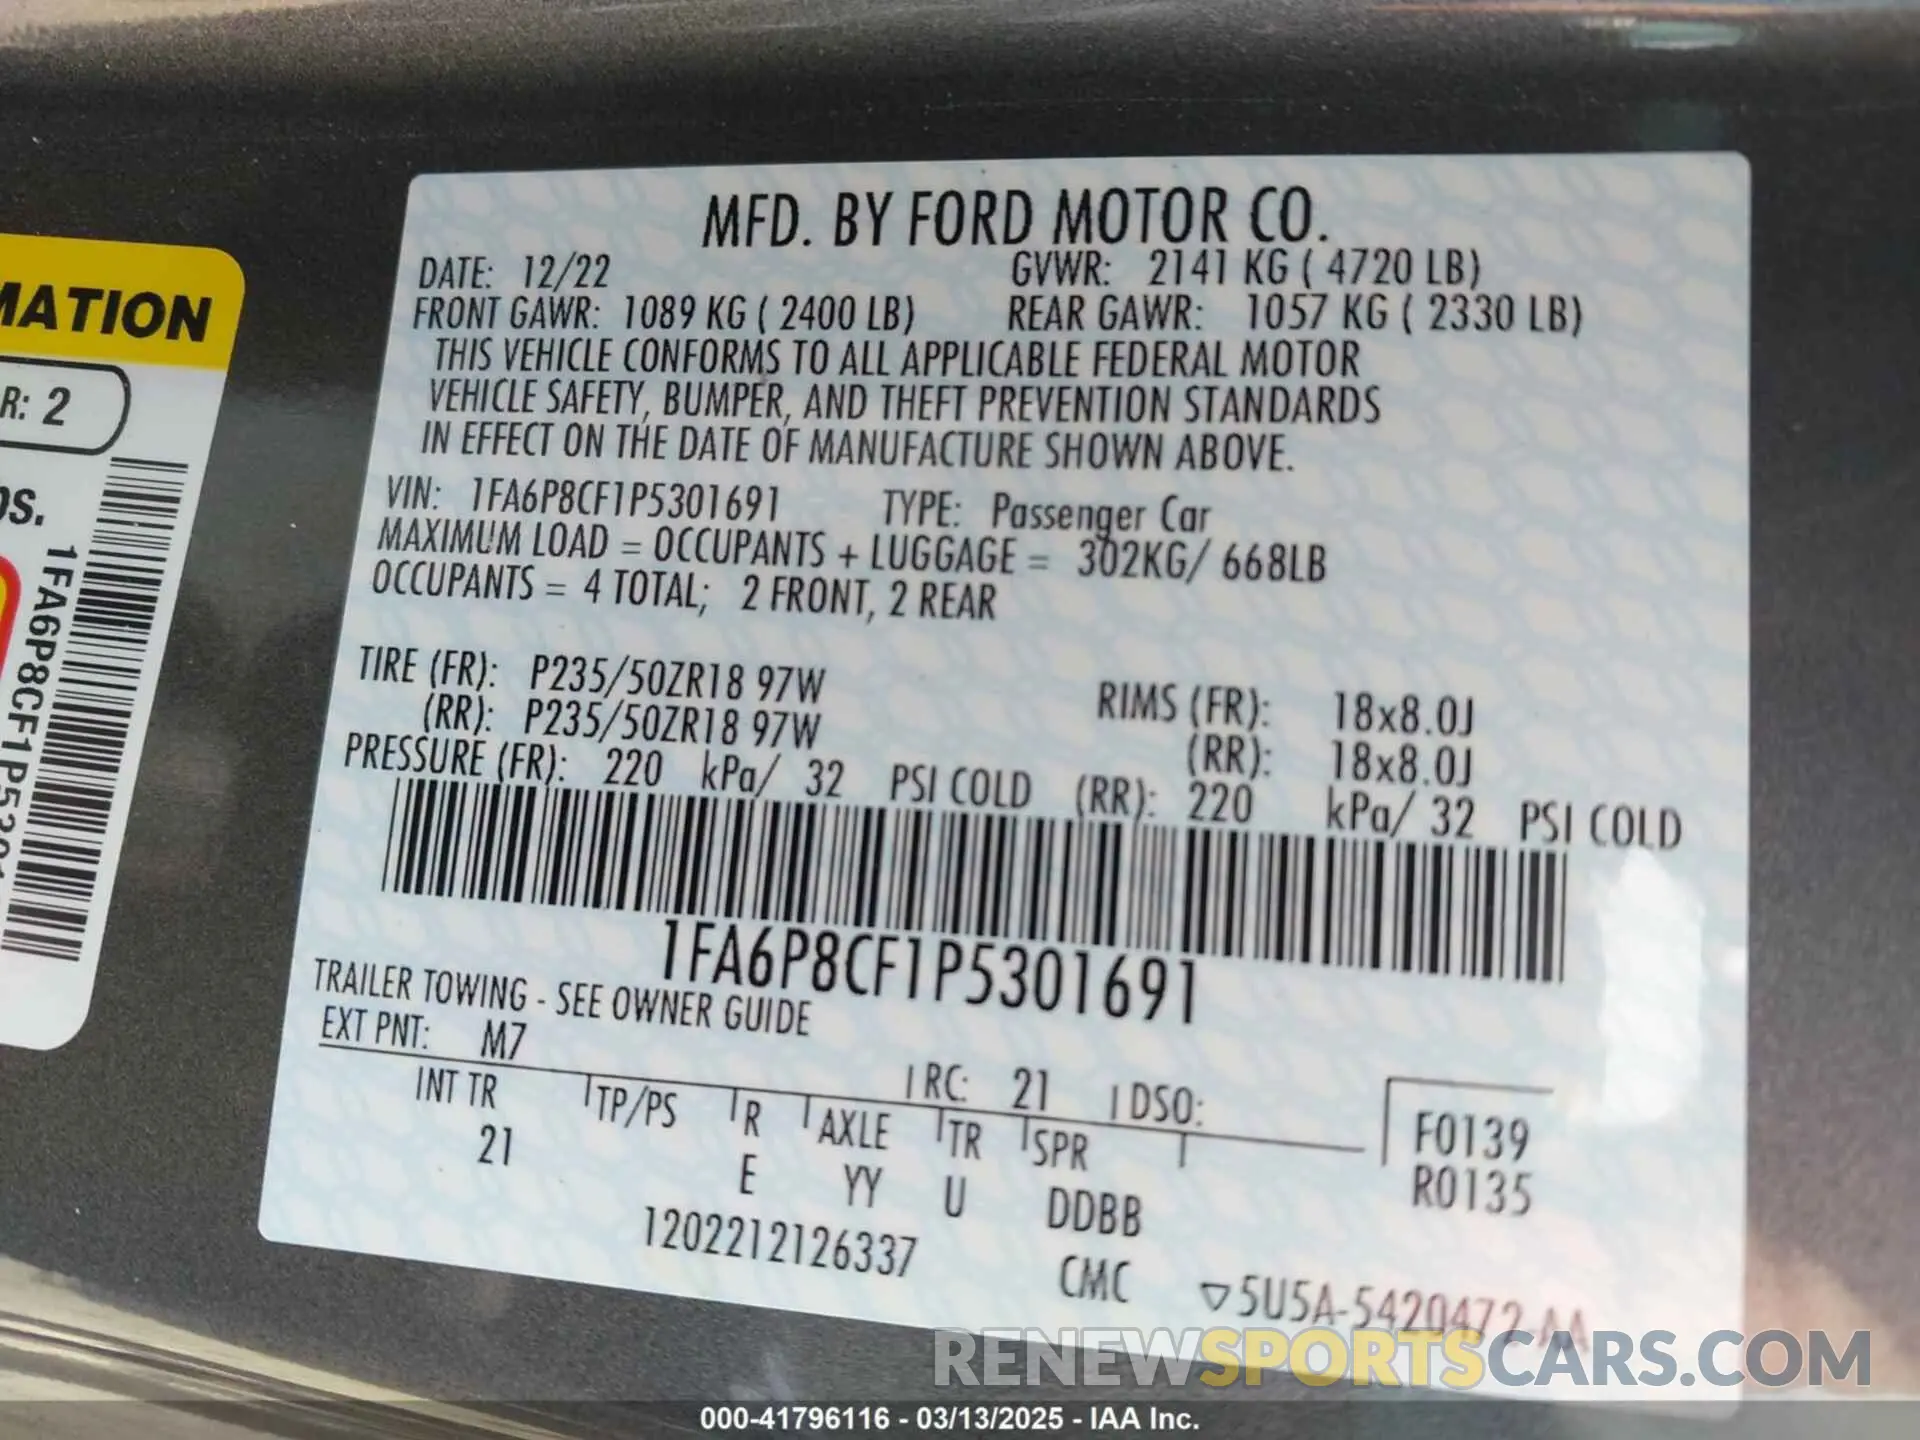 MFD. BY FORD MOTOR CO.
DATE: 12/22 GVWR: 2141 KG ( 4720 LB)
FRONT GAWR: 1089 KG ( 2400 LB) REAR GAWR: 1057 KG ( 2330 LB)
THIS VEHICLE CONFORMS TO ALL APPLICABLE FEDERAL MOTOR
VEHICLE SAFETY, BUMPER, AND THEFT PREVENTION STANDARDS
IN EFFECT ON THE DATE OF MANUFACTURE SHOWN ABOVE.
VIN: 1FA6P8CF1P5301691 TYPE: Passenger Car
MAXIMUM LOAD = OCCUPANTS + LUGGAGE = 302KG/ 668LB
OCCUPANTS = 4 TOTAL; 2 FRONT, 2 REAR
TIRE (FR): P235/50ZR18 97W RIMS (FR): 18x8.0J
(RR): P235/50ZR18 97W (RR): 18x8.0J
PRESSURE (FR): 220 kPa/ 32 PSI COLD (RR): 220 kPa/ 32 PSI COLD
1FA6P8CF1P5301691
TRAILER TOWING - SEE OWNER GUIDE
EXT PNT: M7 RC: 21 DSO:
INT TR TP/PS R AXLE TR SPR F0139
21 E YY U DDBB R0135
1202212126337 CMC ▽5U5A-5420472-AA
MATION
R: 2
os.
1FA6P8CF1P5301
RENEWSPORTSCARS.COM
000-41796116 - 03/13/2025 - IAA Inc.